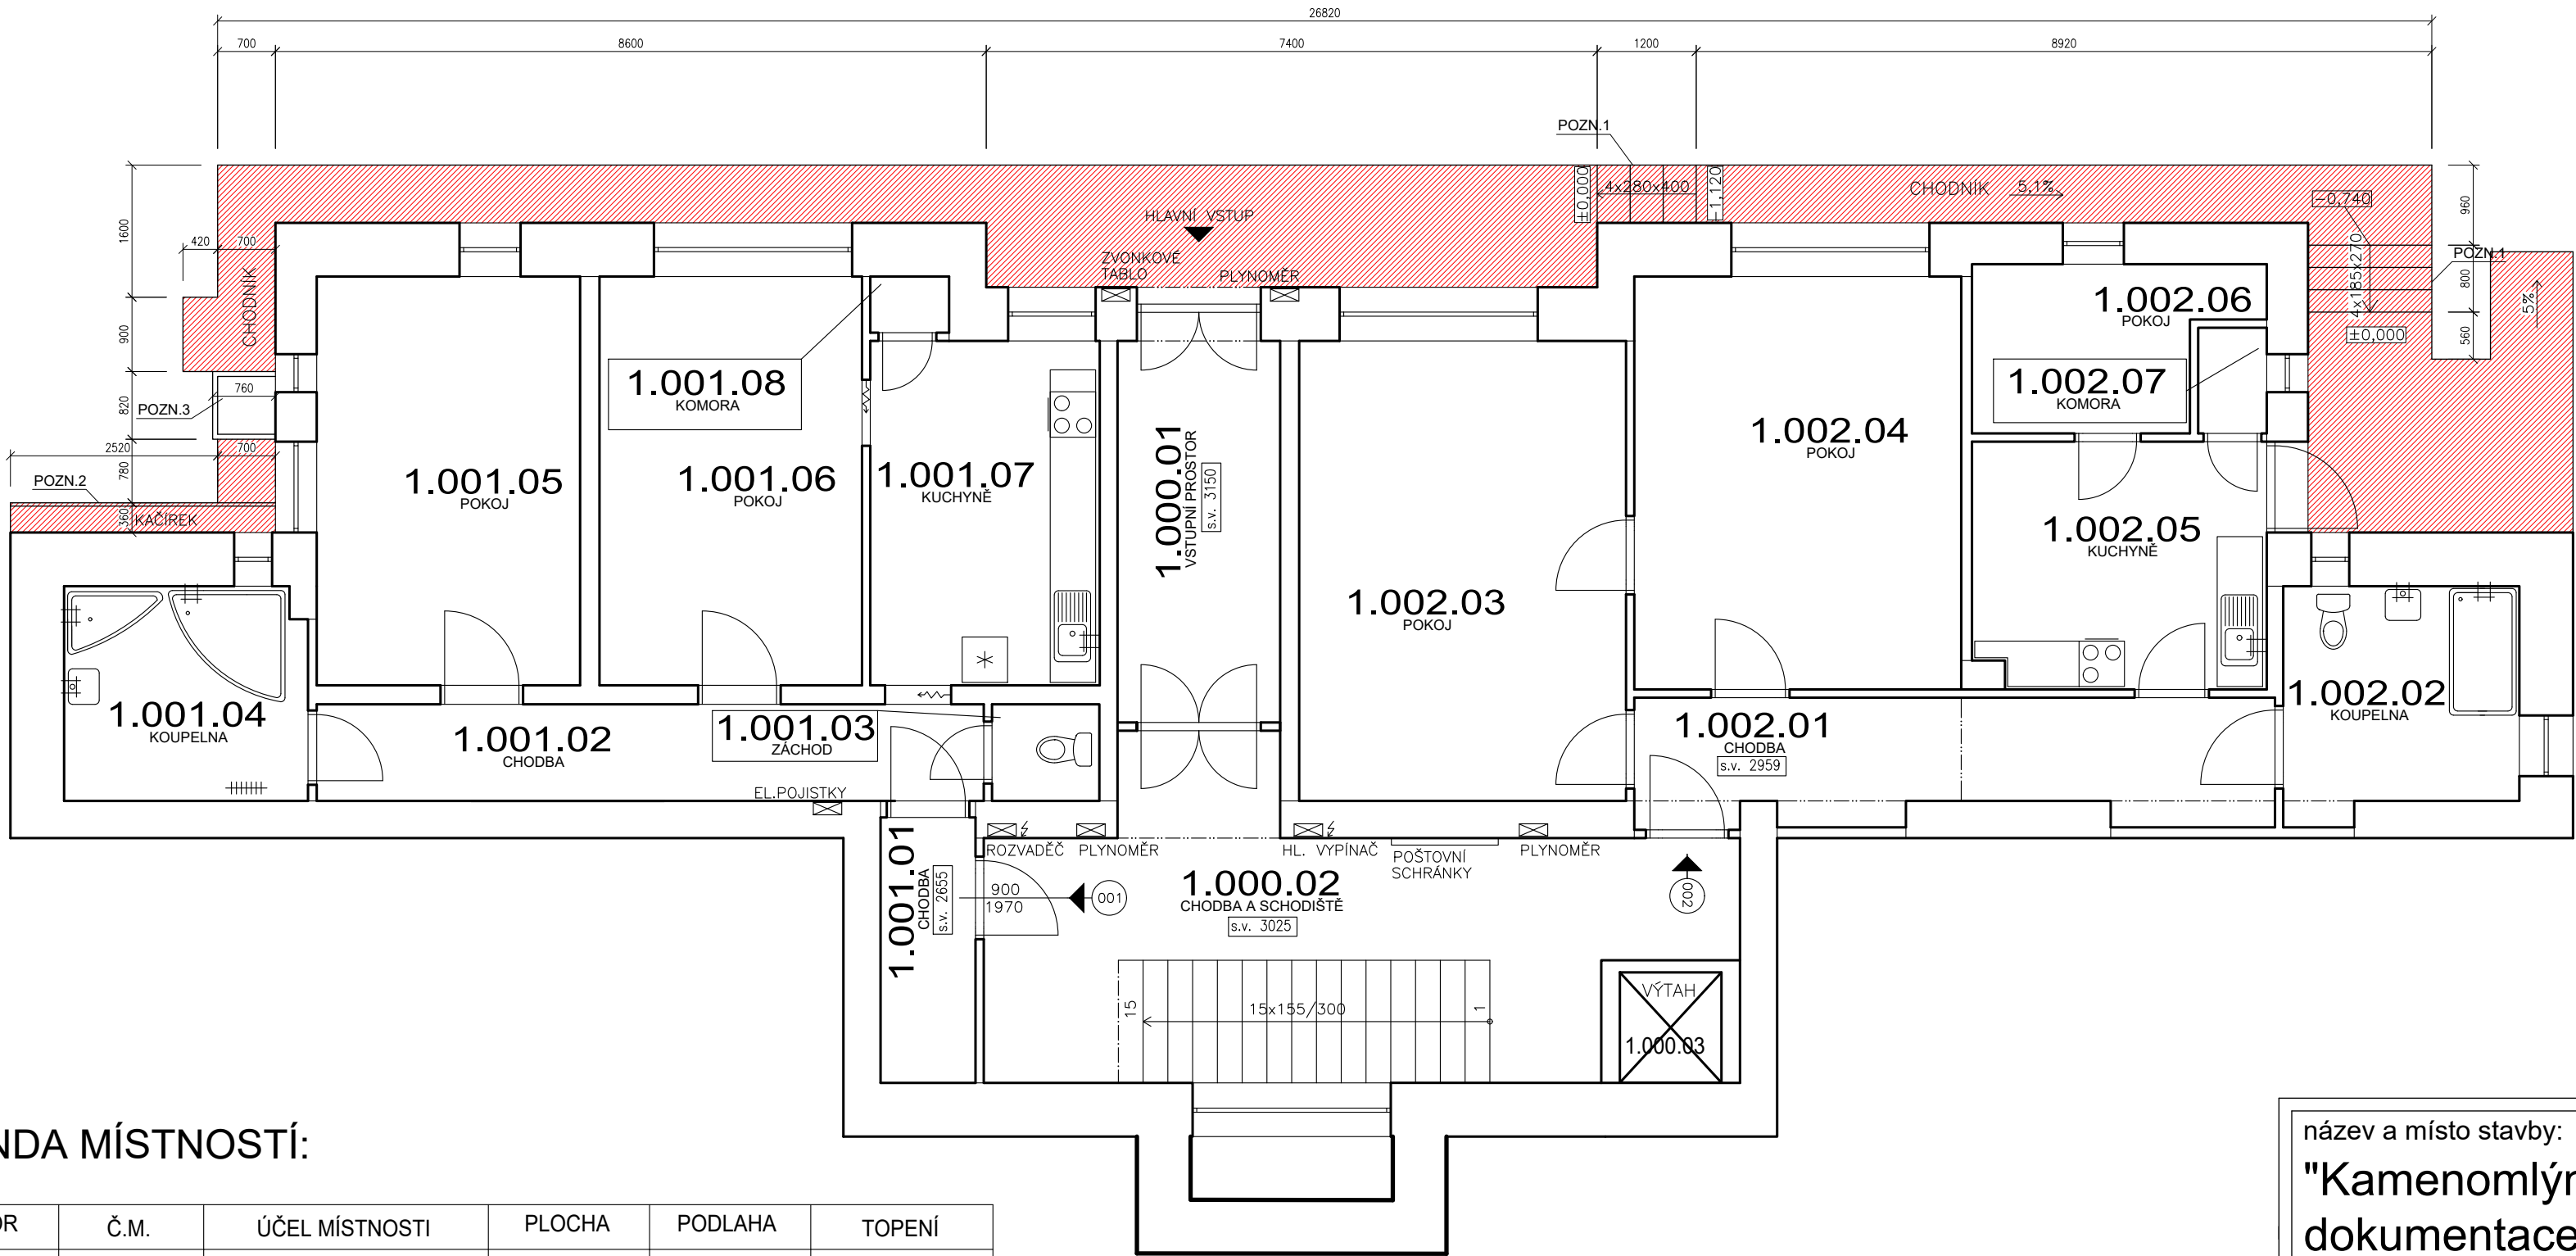 26820
700
8600
7400
1200
8920
POZN.1
±0,000
4x280x400
-1,120
CHODNÍK
5,1%
-0,740
960
1600
HLAVNÍ VSTUP
420
700
ZVONKOVÉ
TABLO
PLYNOMĚR
POZN.1
800
4x185x270
5%
CHODNÍK
1.002.06
POKOJ
900
±0,000
560
1.001.08
KOMORA
1.002.07
KOMORA
760
POZN.3
820
1.002.04
POKOJ
2520
700
1.001.05
POKOJ
1.001.06
POKOJ
1.001.07
KUCHYNĚ
1.000.01
VSTUPNÍ PROSTOR
s.v. 3150
780
POZN.2
360
KAČÍREK
1.002.05
KUCHYNĚ
1.002.03
POKOJ
1.001.04
KOUPELNA
1.001.02
CHODBA
1.001.03
ZÁCHOD
1.002.01
CHODBA
s.v. 2959
1.002.02
KOUPELNA
EL.POJISTKY
ROZVADĚČ
PLYNOMĚR
HL. VYPÍNAČ
POŠTOVNÍ
SCHRÁNKY
PLYNOMĚR
1.001.01
CHODBA
s.v. 2655
900
1970
001
1.000.02
CHODBA A SCHODIŠTĚ
s.v. 3025
002
15
15x155/300
1
VÝTAH
1.000.03
NDA MÍSTNOSTÍ:
OR
Č.M.
ÚČEL MÍSTNOSTI
PLOCHA
PODLAHA
TOPENÍ
název a místo stavby:
"Kamenomlýn
dokumentace